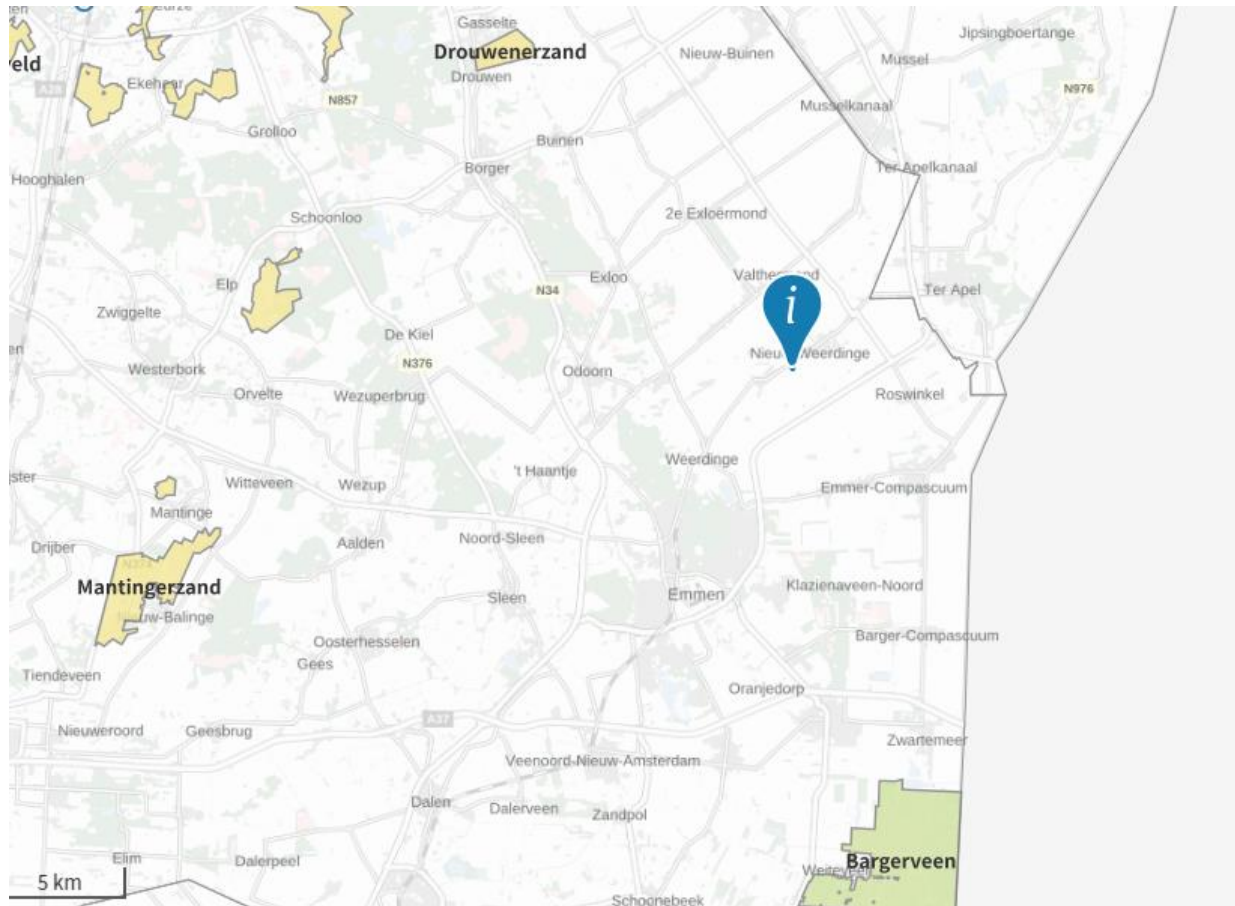 Gasselte
Jipsingboertange
Drouwenerzand
Nieuw-Buinen
Mussel
Drouwen
Ekehaar
N857
N976
Musselkanaal
Grolloo
Buinen
Borger
Ter-Apelkanaal
Hooghalen
Schoonloo
2e Exloërmond
Elp
Exloo
N34
i
Ter Apel
Zwiggelte
De Kiel
N376
Westerbork
Odoorn
Orvelte
Wezuperbrug
Roswinkel
Weerdinge
't Haantje
Witteveen
Wezup
Emmer-Compascuum
Mantinge
Drijber
Aalden
Noord-Sleen
Mantingerzand
Klazienaveen-Noord
Sleen
Emmen
Oosterhesselen
Barger-Compascuum
Gees
Tiendeveen
Oranjedorp
A37
Nieuweroord
Geesbrug
Zwartemeer
Veenoord-Nieuw-Amsterdam
Dalen
Dalerveen
Zandpol
Elim
Dalerpeel
Bargerveen
5 km
Schoonebeek